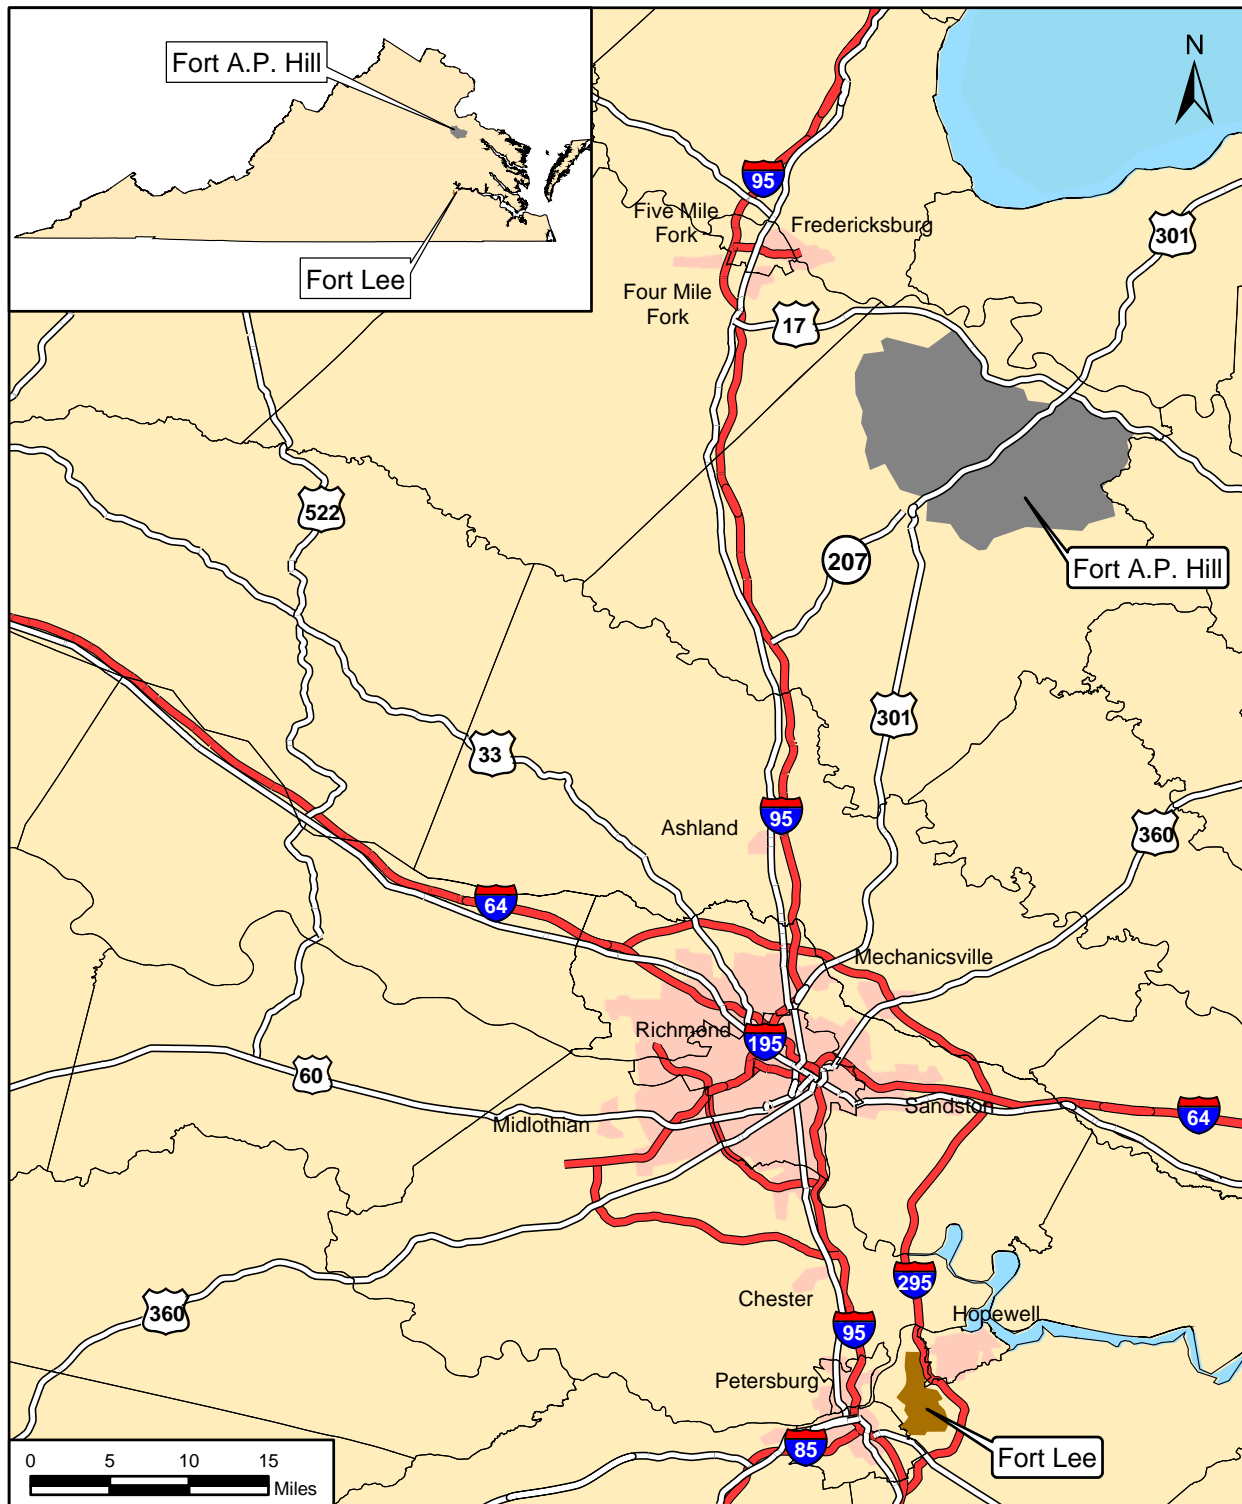 Fort A.P. Hill
Fort Lee
N
95
Five Mile
Fork
Fredericksburg
301
Four Mile
Fork
17
522
207
Fort A.P. Hill
301
33
95
Ashland
360
64
Mechanicsville
Richmond
195
60
Sandston
64
Midlothian
295
Chester
Hopewell
360
95
Petersburg
85
Fort Lee
0 5 10 15
Miles